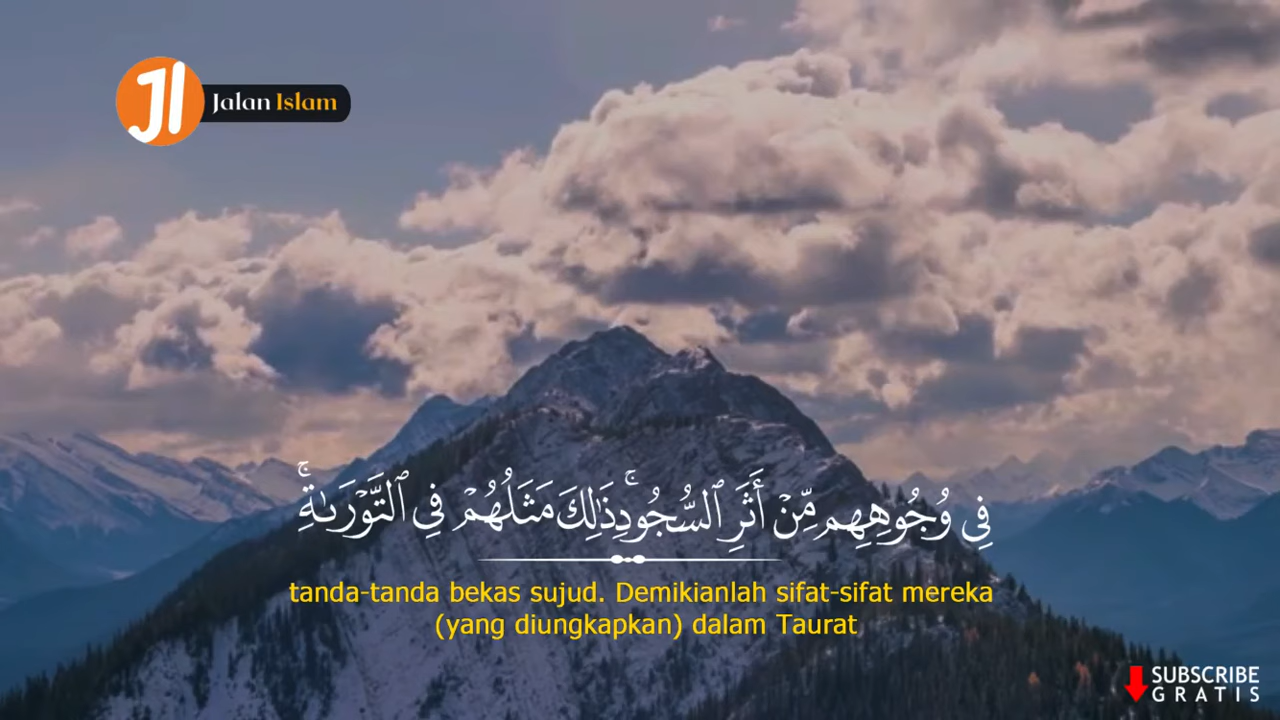 JI
Jalan Islam
فِي وُجُوهِهِم مِّنْ أَثَرِ ٱلسُّجُودِۚ ذَٰلِكَ مَثَلُهُمْ فِي ٱلتَّوْرَىٰةِۚ
tanda-tanda bekas sujud. Demikianlah sifat-sifat mereka
(yang diungkapkan) dalam Taurat
SUBSCRIBE
GRATIS